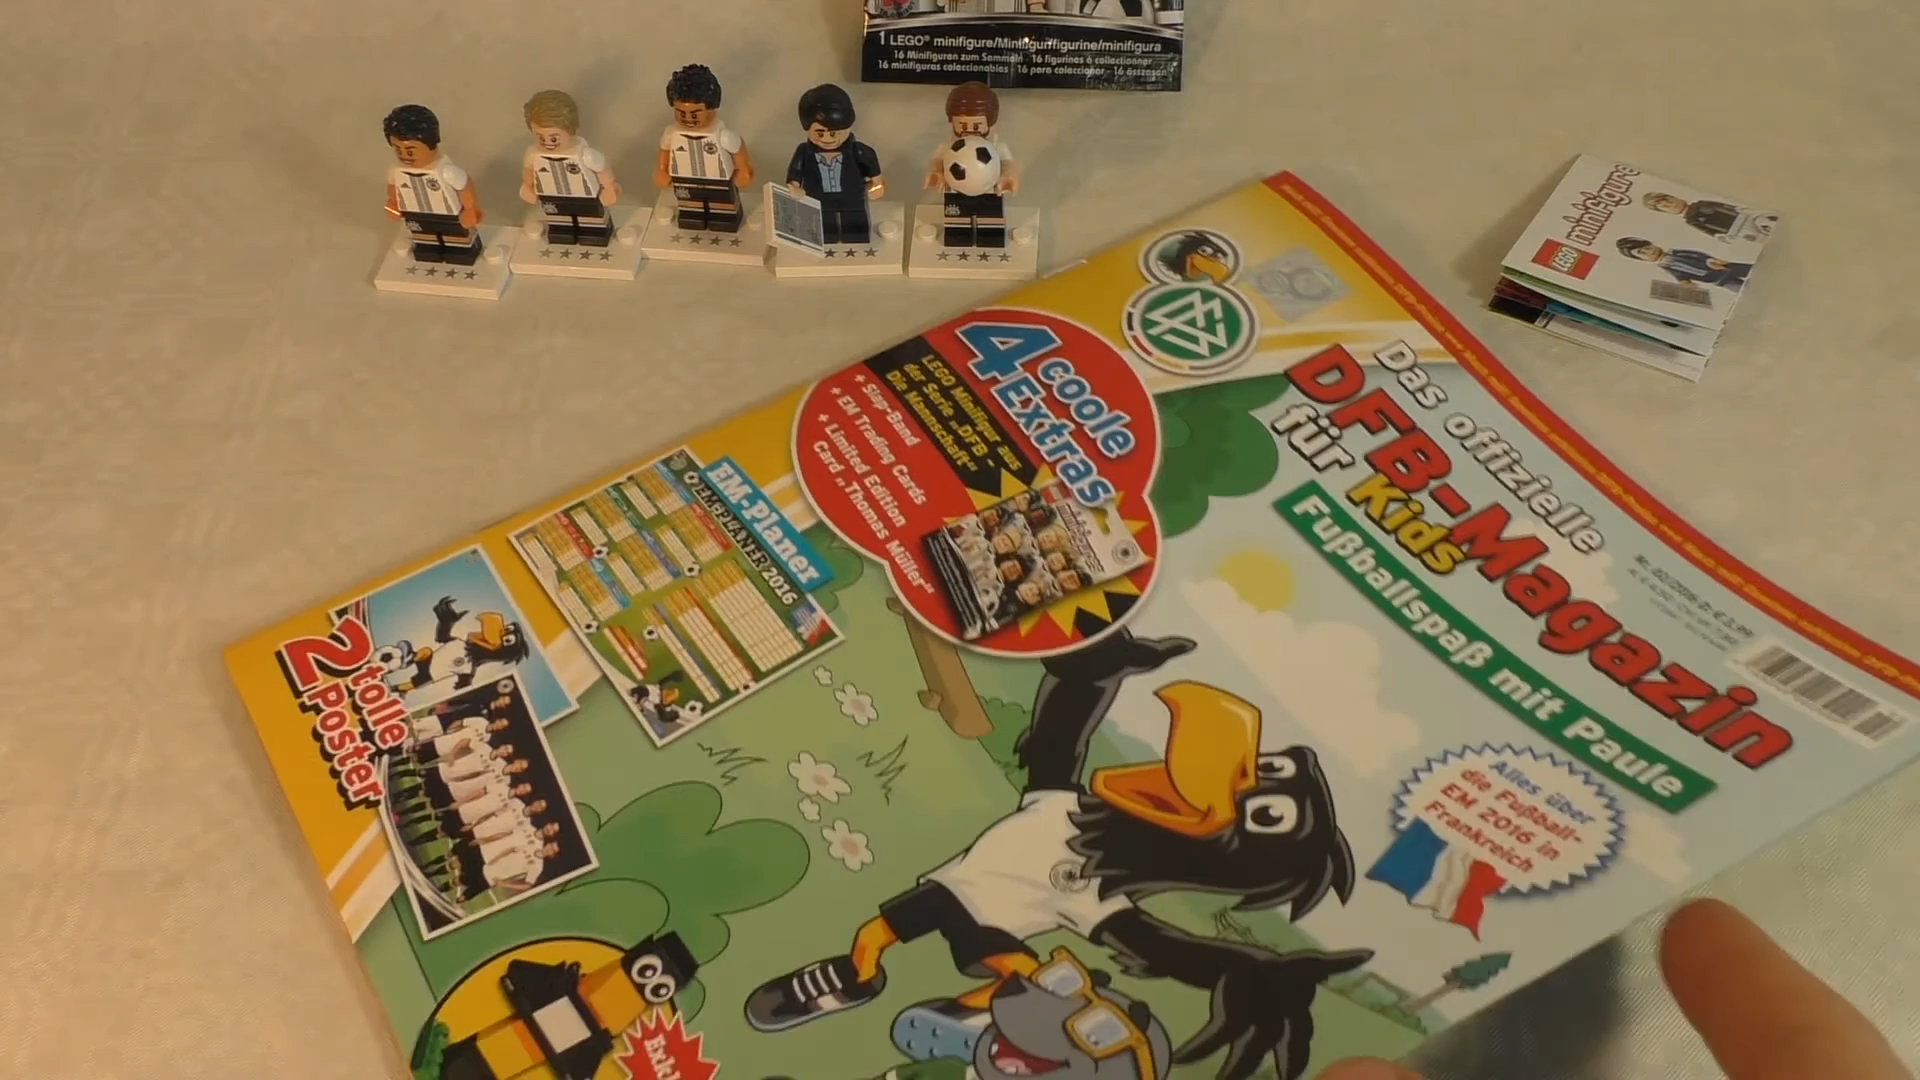 1 LEGO® minifigure/Minifigur/figurine/minifigura
16 Minifiguren zum Sammeln · 16 figurines à collectionner
16 minifiguras coleccionables · 16 para coleccionar · 16 összesen
LEGO minifigure
4 coole
Extras
LEGO Minifigur aus
der Serie „DFB -
Die Mannschaft“
+ Slap-Band
+ EM Trading Cards
+ Limited Edition
Card „Thomas Müller“
Das offizielle
DFB-Magazin
für Kids
Fußballspaß mit Paule
EM-Planer
EM-PLANER 2016
2 tolle
Poster
Alles über
die Fußball-
EM 2016 in
Frankreich
Exkl